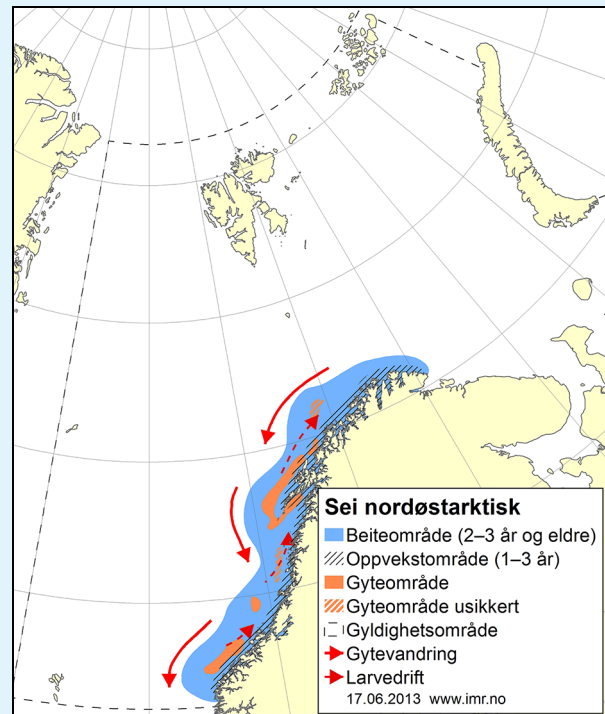 Sei nordøstarktisk
Beiteområde (2–3 år og eldre)
Oppvekstområde (1–3 år)
Gyteområde
Gyteområde usikkert
Gyldighetsområde
Gytevandring
Larvedrift
17.06.2013 www.imr.no